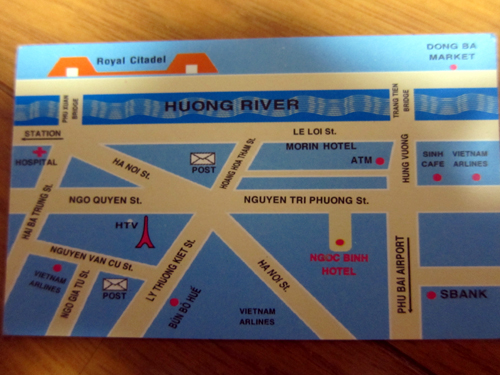 Royal Citadel
DONG BA
MARKET
PHU XUAN
BRIDGE
HUONG RIVER
TRANG TIEN
BRIDGE
STATION
LE LOI St.
HOSPITAL
HA NOI St.
POST
HOANG HOA THAM St.
MORIN HOTEL
ATM
HUNG VUONG
SINH
CAFE
VIETNAM
AIRLINES
HAI BA TRUNG St.
NGO QUYEN St.
NGUYEN TRI PHUONG St.
HTV
NGUYEN VAN CU St.
LY THUONG KIET St.
HA NOI St.
NGOC BINH
HOTEL
PHU BAI AIRPORT
VIETNAM
AIRLINES
NGO GIA TU St.
POST
BÚN BÒ HUẾ
VIETNAM
AIRLINES
SBANK